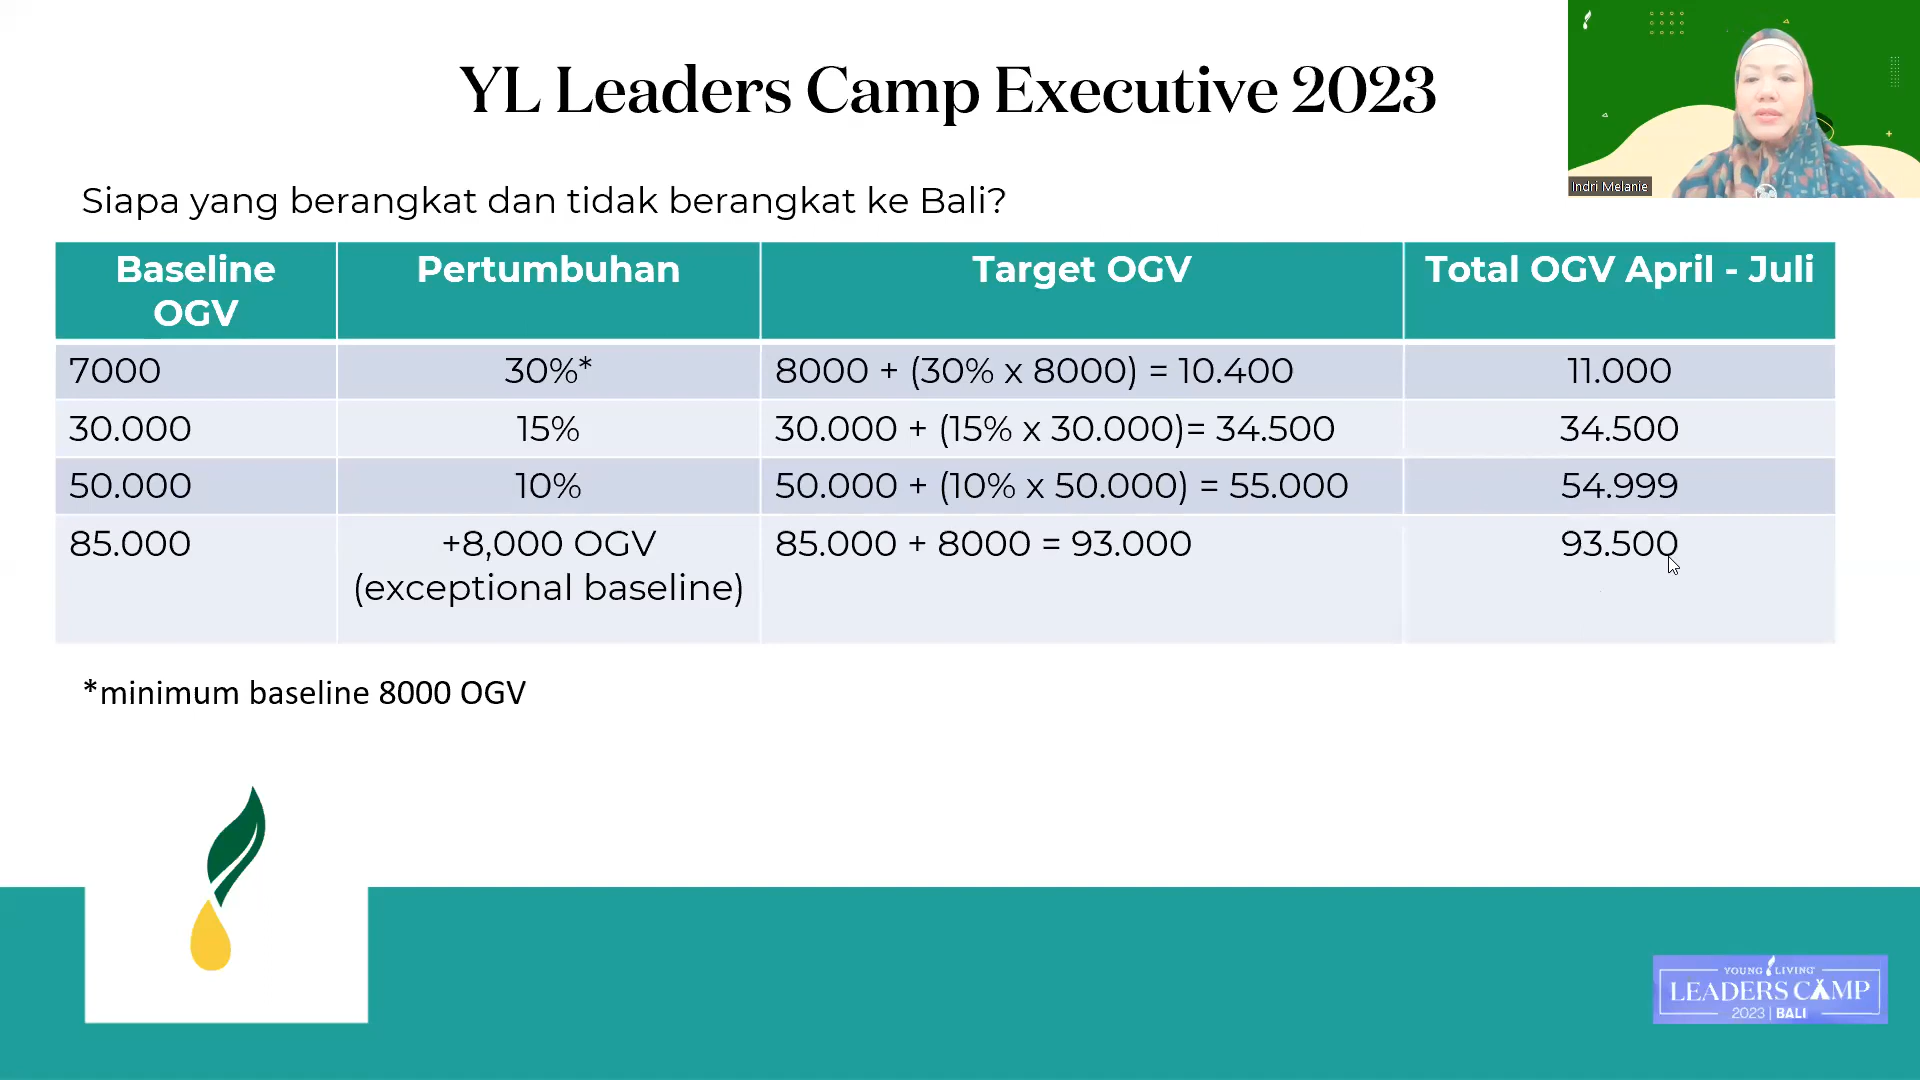 YL Leaders Camp Executive 2023
Indri Melanie
Siapa yang berangkat dan tidak berangkat ke Bali?
Baseline OGV Pertumbuhan Target OGV Total OGV April - Juli
7000 30%* 8000 + (30% x 8000) = 10.400 11.000
30.000 15% 30.000 + (15% x 30.000)= 34.500 34.500
50.000 10% 50.000 + (10% x 50.000) = 55.000 54.999
85.000 +8,000 OGV 85.000 + 8000 = 93.000 93.500
(exceptional baseline)
*minimum baseline 8000 OGV
YOUNG LIVING
LEADERS CAMP
2023 | BALI